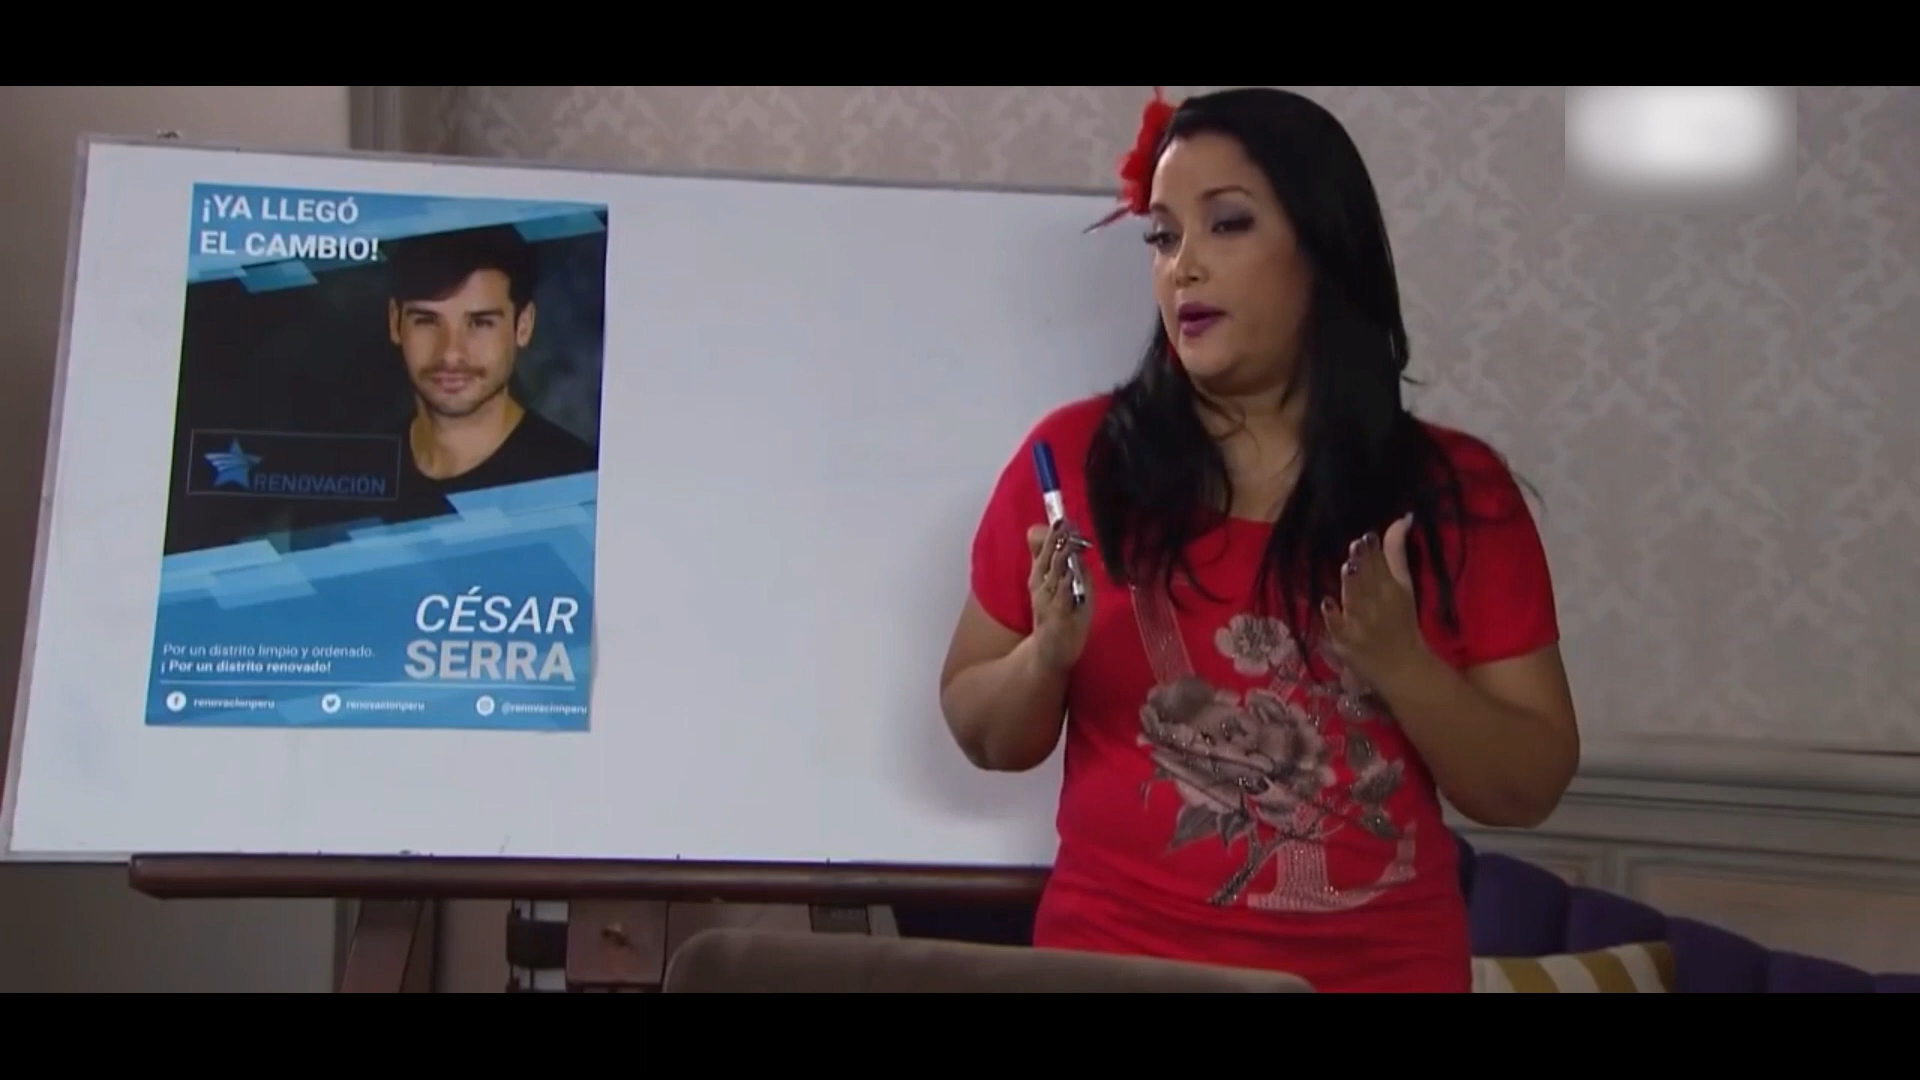 ¡YA LLEGÓ
EL CAMBIO!
RENOVACIÓN
CÉSAR
SERRA
Por un distrito limpio y ordenado.
¡Por un distrito renovado!
renovacionperu
renovacionperu
@renovacionperu